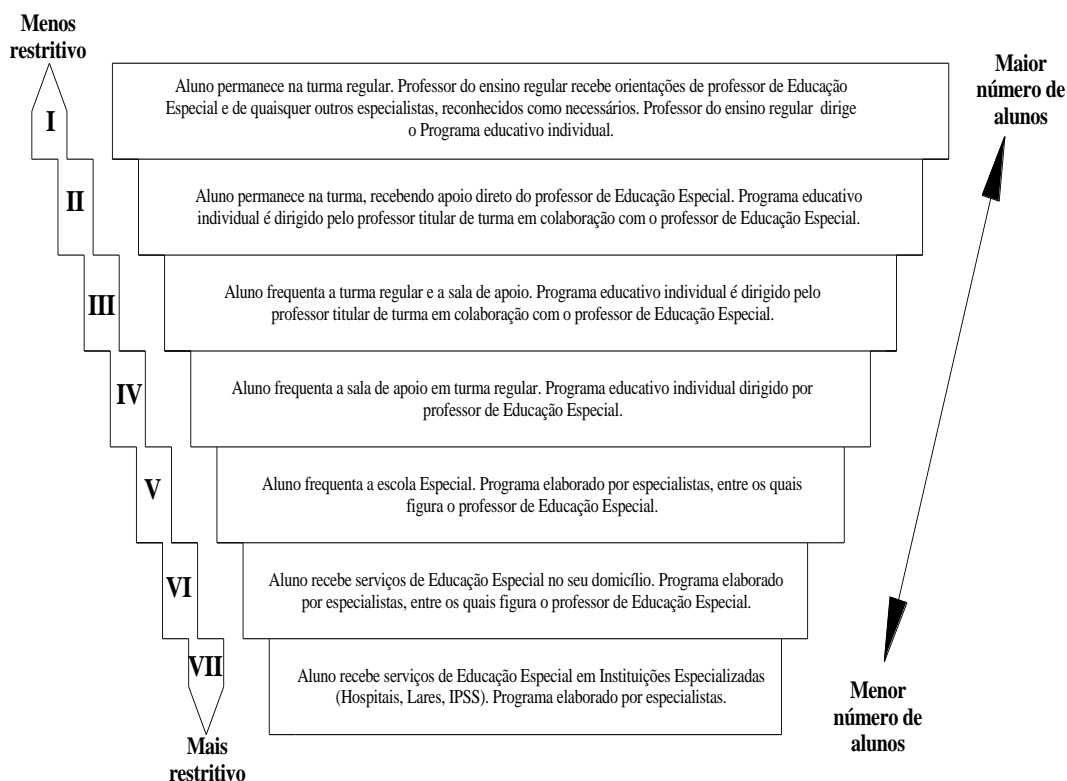 Menos
restritivo
I
Aluno permanece na turma regular. Professor do ensino regular recebe orientações de professor de Educação
Especial e de quaisquer outros especialistas, reconhecidos como necessários. Professor do ensino regular dirige
o Programa educativo individual.
Maior
número de
alunos
II
Aluno permanece na turma, recebendo apoio direto do professor de Educação Especial. Programa educativo
individual é dirigido pelo professor titular de turma em colaboração com o professor de Educação Especial.
III
Aluno frequenta a turma regular e a sala de apoio. Programa educativo individual é dirigido pelo
professor titular de turma em colaboração com o professor de Educação Especial.
IV
Aluno frequenta a sala de apoio em turma regular. Programa educativo individual dirigido por
professor de Educação Especial.
V
Aluno frequenta a escola Especial. Programa elaborado por especialistas, entre os quais
figura o professor de Educação Especial.
VI
Aluno recebe serviços de Educação Especial no seu domicílio. Programa elaborado
por especialistas, entre os quais figura o professor de Educação Especial.
VII
Aluno recebe serviços de Educação Especial em Instituições Especializadas
(Hospitais, Lares, IPSS). Programa elaborado por especialistas.
Menor
número de
alunos
Mais
restritivo